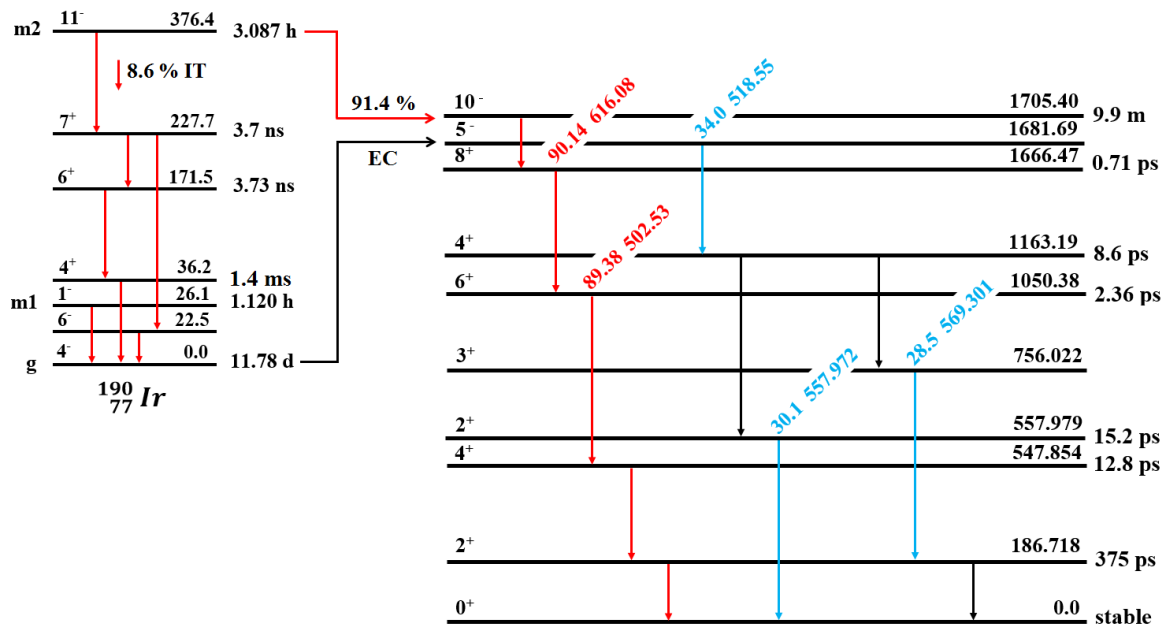 m2 11⁻ 376.4 3.087 h
8.6 % IT
7⁺ 227.7 3.7 ns
6⁺ 171.5 3.73 ns
4⁺ 36.2 1.4 ms
m1 1⁻ 26.1 1.120 h
6⁻ 22.5
g 4⁻ 0.0 11.78 d
¹⁹⁰₇₇Ir
91.4 %
EC
10⁻ 1705.40 9.9 m
5⁻ 1681.69
8⁺ 1666.47 0.71 ps
90.14 616.08
34.0 518.55
4⁺ 1163.19 8.6 ps
6⁺ 1050.38 2.36 ps
89.38 502.53
3⁺ 756.022
28.5 569.301
2⁺ 557.979 15.2 ps
30.1 557.972
4⁺ 547.854 12.8 ps
2⁺ 186.718 375 ps
0⁺ 0.0 stable